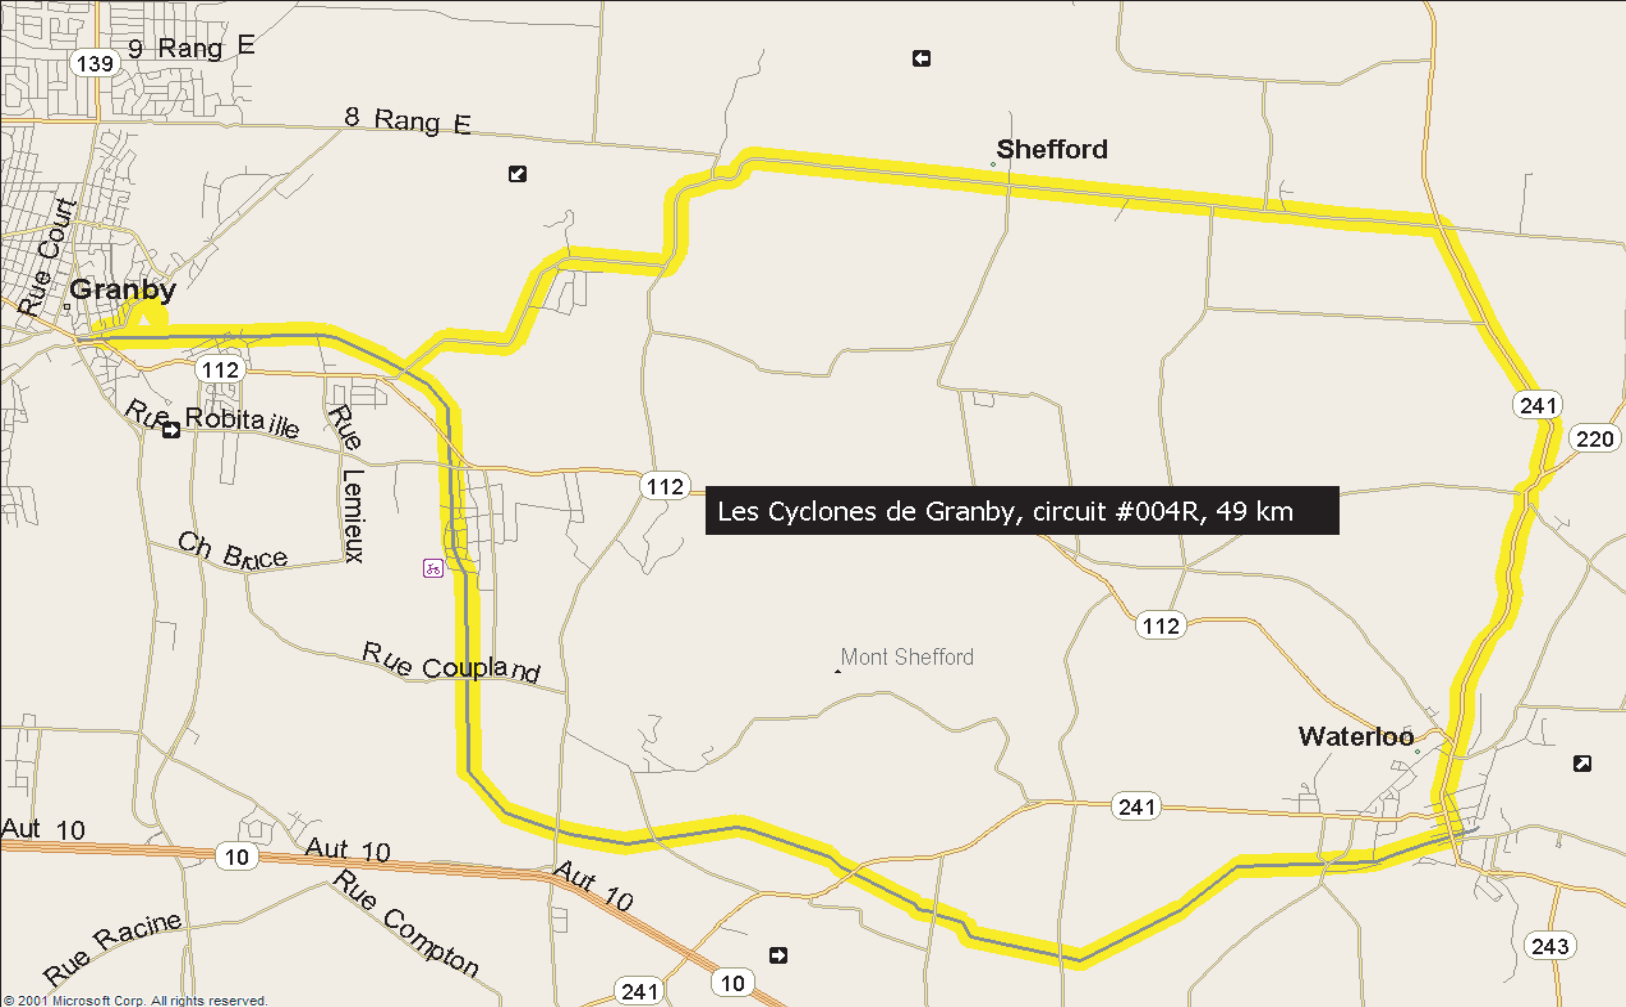 9 Rang E
139
8 Rang E
Shefford
Rue Court
Granby
112
241
Rue Robitaille
Rue Lemieux
220
112
Les Cyclones de Granby, circuit #004R, 49 km
Ch Bruce
112
Rue Coupland
Mont Shefford
Waterloo
241
Aut 10
10
Aut 10
Aut 10
Rue Compton
Rue Racine
243
10
241
© 2001 Microsoft Corp. All rights reserved.